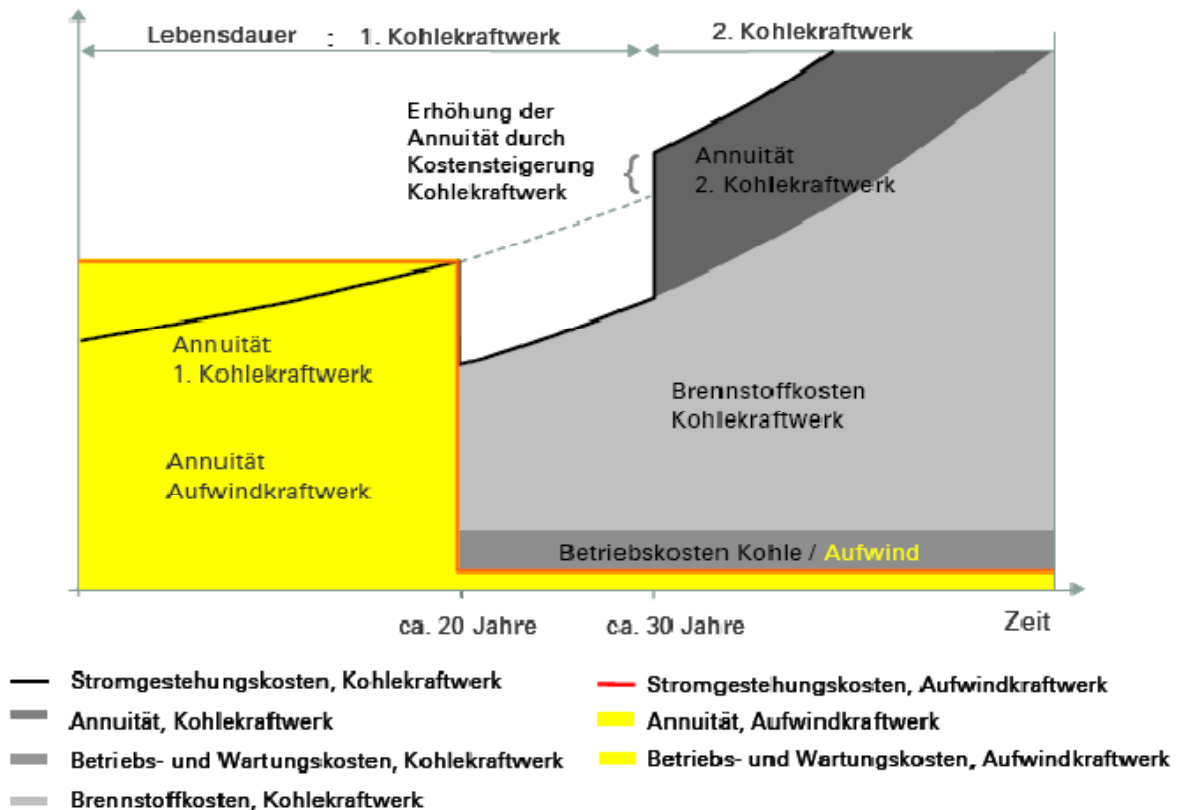 Lebensdauer : 1. Kohlekraftwerk
2. Kohlekraftwerk
Erhöhung der
Annuität durch
Kostensteigerung
Kohlekraftwerk
{
Annuität
2. Kohlekraftwerk
Annuität
1. Kohlekraftwerk
Annuität
Aufwindkraftwerk
Brennstoffkosten
Kohlekraftwerk
Betriebskosten Kohle / Aufwind
ca. 20 Jahre
ca. 30 Jahre
Zeit
Stromgestehungskosten, Kohlekraftwerk
Annuität, Kohlekraftwerk
Betriebs- und Wartungskosten, Kohlekraftwerk
Brennstoffkosten, Kohlekraftwerk
Stromgestehungskosten, Aufwindkraftwerk
Annuität, Aufwindkraftwerk
Betriebs- und Wartungskosten, Aufwindkraftwerk